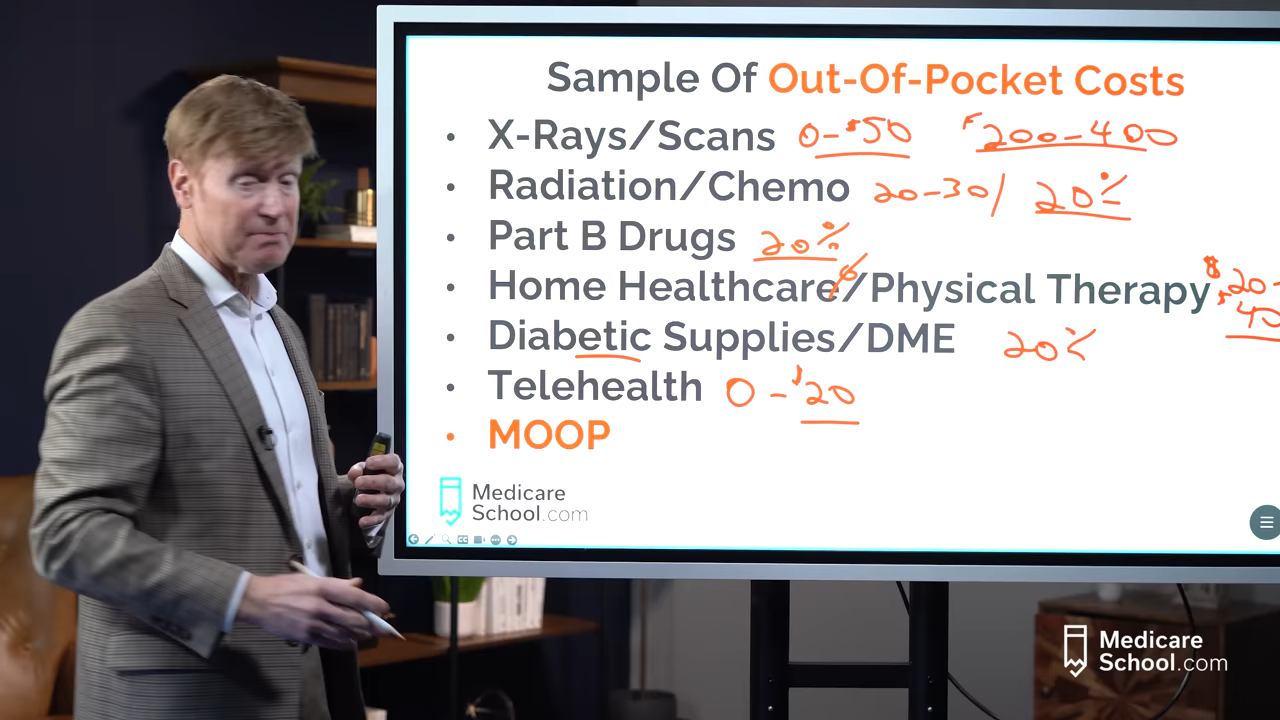 Sample Of Out-Of-Pocket Costs
• X-Rays/Scans 0-$50 $200-400
• Radiation/Chemo 20-30/ 20%
• Part B Drugs 20%
• Home Healthcare/Physical Therapy $20-
$40
• Diabetic Supplies/DME 20%
• Telehealth 0-$20
• MOOP
Medicare
School.com
Medicare
School.com